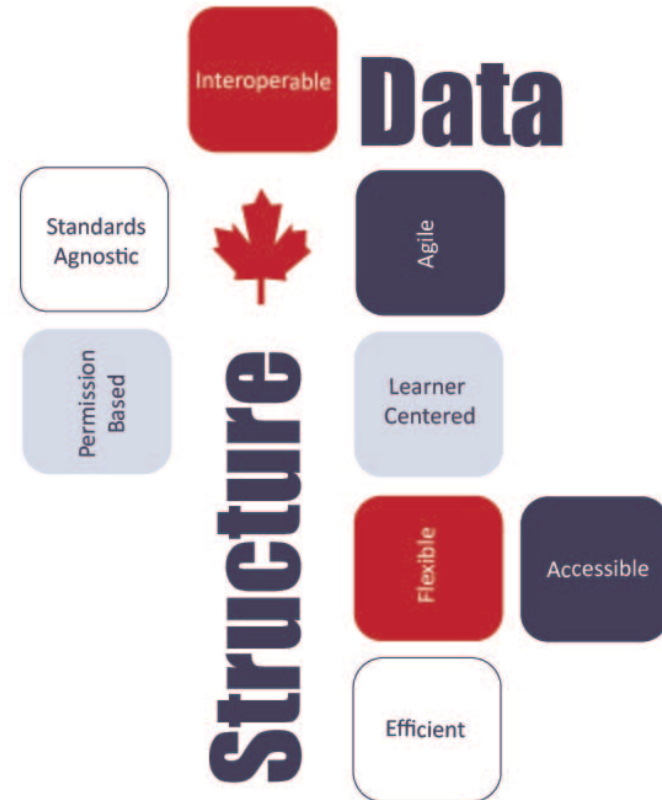 Interoperable
Data
Standards
Agnostic
Agile
Permission
Based
Learner
Centered
Structure
Flexible
Accessible
Efficient